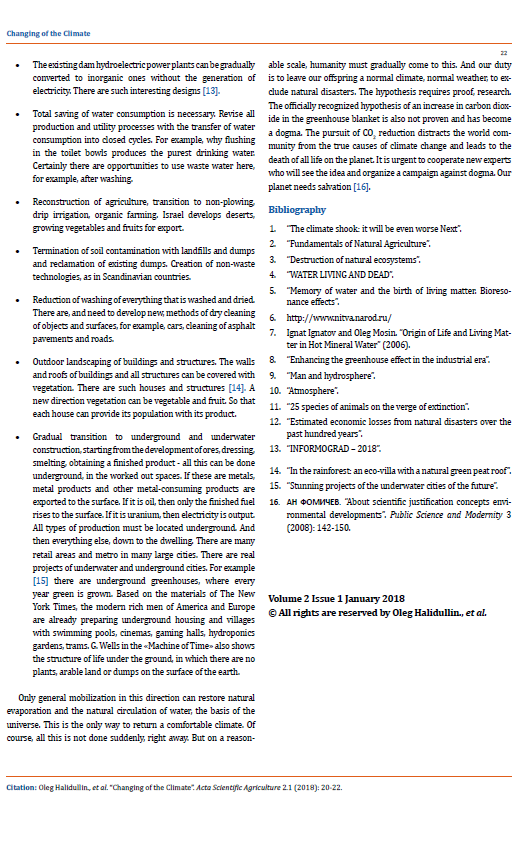 Changing of the Climate
22
• The existing dam hydroelectric power plants can be gradually
converted to inorganic ones without the generation of
electricity. There are such interesting designs [13].
• Total saving of water consumption is necessary. Revise all
production and utility processes with the transfer of water
consumption into closed cycles. For example, why flushing
in the toilet bowls produces the purest drinking water.
Certainly there are opportunities to use waste water here,
for example, after washing.
• Reconstruction of agriculture, transition to non-plowing,
drip irrigation, organic farming. Israel develops deserts,
growing vegetables and fruits for export.
• Termination of soil contamination with landfills and dumps
and reclamation of existing dumps. Creation of non-waste
technologies, as in Scandinavian countries.
• Reduction of washing of everything that is washed and dried.
There are, and need to develop new, methods of dry cleaning
of objects and surfaces, for example, cars, cleaning of asphalt
pavements and roads.
• Outdoor landscaping of buildings and structures. The walls
and roofs of buildings and all structures can be covered with
vegetation. There are such houses and structures [14]. A
new direction vegetation can be vegetable and fruit. So that
each house can provide its population with its product.
• Gradual transition to underground and underwater
construction, starting from the development of ores, dressing,
smelting, obtaining a finished product - all this can be done
underground, in the worked out spaces. If these are metals,
metal products and other metal-consuming products are
exported to the surface. If it is oil, then only the finished fuel
rises to the surface. If it is uranium, then electricity is output.
All types of production must be located underground. And
then everything else, down to the dwelling. There are many
retail areas and metro in many large cities. There are real
projects of underwater and underground cities. For example
[15] there are underground greenhouses, where every
year green is grown. Based on the materials of The New
York Times, the modern rich men of America and Europe
are already preparing underground housing and villages
with swimming pools, cinemas, gaming halls, hydroponics
gardens, trams. G. Wells in the «Machine of Time» also shows
the structure of life under the ground, in which there are no
plants, arable land or dumps on the surface of the earth.
Only general mobilization in this direction can restore natural
evaporation and the natural circulation of water, the basis of the
universe. This is the only way to return a comfortable climate. Of
course, all this is not done suddenly, right away. But on a reason-
able scale, humanity must gradually come to this. And our duty
is to leave our offspring a normal climate, normal weather, to ex-
clude natural disasters. The hypothesis requires proof, research.
The officially recognized hypothesis of an increase in carbon diox-
ide in the greenhouse blanket is also not proven and has become
a dogma. The pursuit of CO₂ reduction distracts the world com-
munity from the true causes of climate change and leads to the
death of all life on the planet. It is urgent to cooperate new experts
who will see the idea and organize a campaign against dogma. Our
planet needs salvation [16].
Bibliography
1. "The climate shook: it will be even worse Next".
2. "Fundamentals of Natural Agriculture".
3. "Destruction of natural ecosystems".
4. "WATER LIVING AND DEAD".
5. "Memory of water and the birth of living matter. Bioreso-
nance effects".
6. http://www.nitva.narod.ru/
7. Ignat Ignatov and Oleg Mosin. "Origin of Life and Living Mat-
ter in Hot Mineral Water" (2006).
8. "Enhancing the greenhouse effect in the industrial era".
9. "Man and hydrosphere".
10. "Atmosphere".
11. "25 species of animals on the verge of extinction".
12. "Estimated economic losses from natural disasters over the
past hundred years".
13. "INFORMOGRAD – 2018".
14. "In the rainforest: an eco-villa with a natural green peat roof".
15. "Stunning projects of the underwater cities of the future".
16. АН ФОМИЧЕВ. "About scientific justification concepts envi-
ronmental developments". Public Science and Modernity 3
(2008): 142-150.
Volume 2 Issue 1 January 2018
© All rights are reserved by Oleg Halidullin., et al.
Citation: Oleg Halidullin., et al. "Changing of the Climate". Acta Scientific Agriculture 2.1 (2018): 20-22.